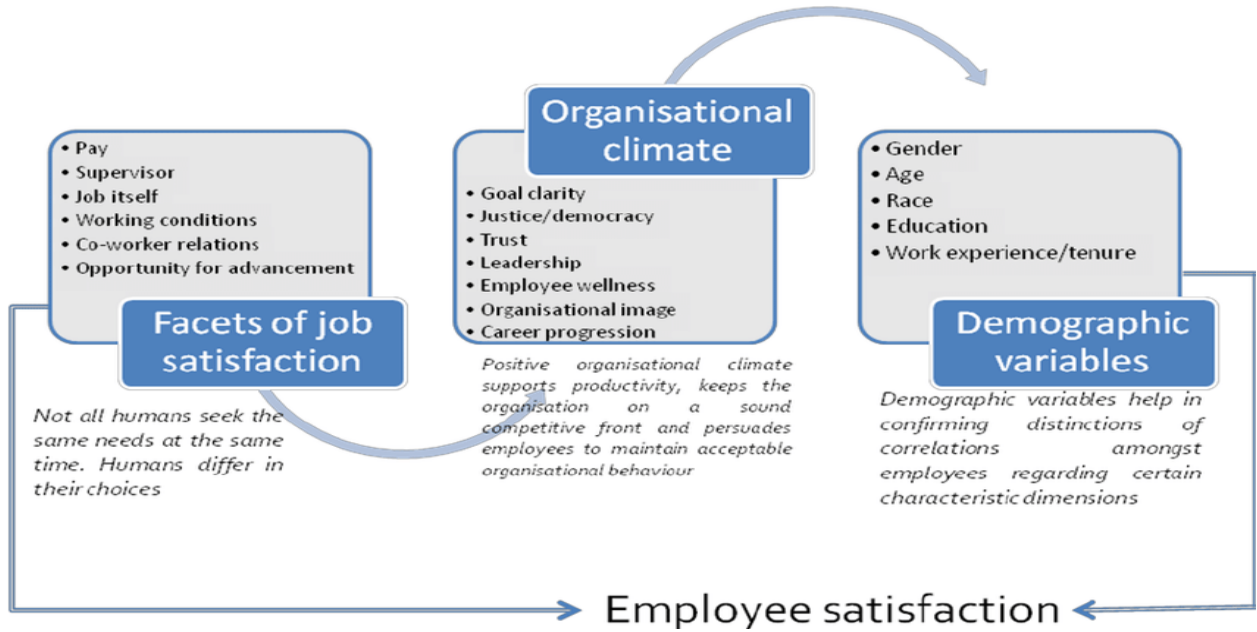 • Pay
• Supervisor
• Job itself
• Working conditions
• Co-worker relations
• Opportunity for advancement
Facets of job
satisfaction
Not all humans seek the
same needs at the same
time. Humans differ in
their choices
Organisational
climate
• Goal clarity
• Justice/democracy
• Trust
• Leadership
• Employee wellness
• Organisational image
• Career progression
Positive organisational climate
supports productivity, keeps the
organisation on a sound
competitive front and persuades
employees to maintain acceptable
organisational behaviour
• Gender
• Age
• Race
• Education
• Work experience/tenure
Demographic
variables
Demographic variables help in
confirming distinctions of
correlations amongst
employees regarding certain
characteristic dimensions
Employee satisfaction